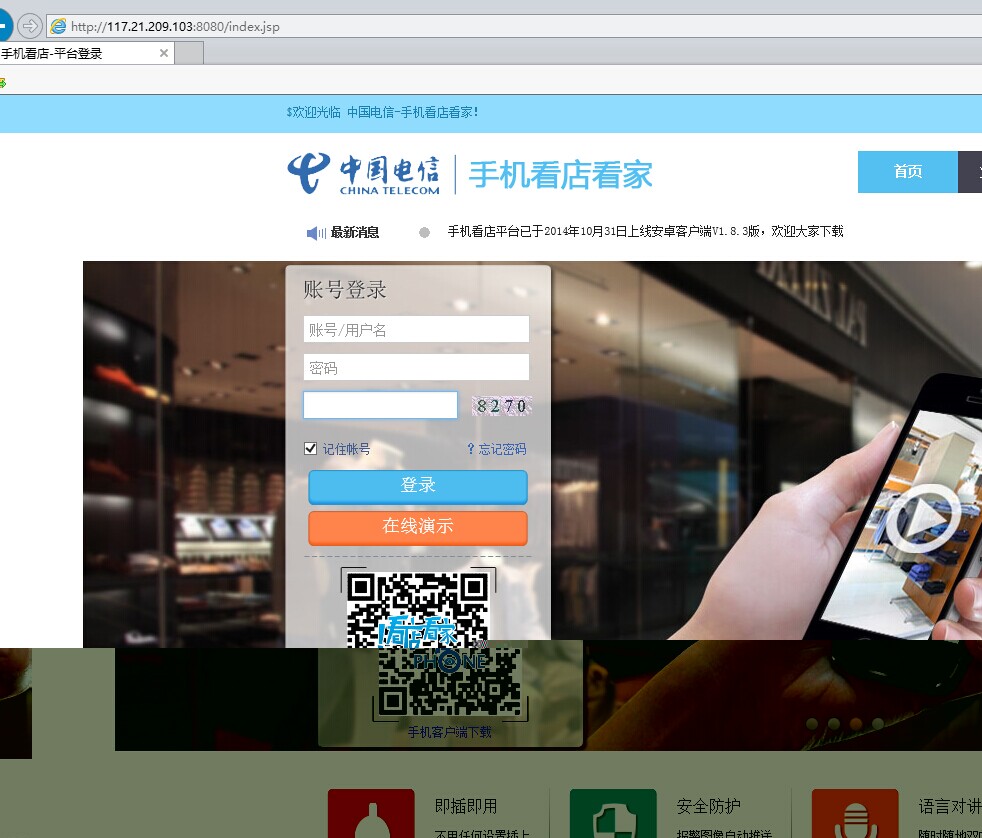 http://117.21.209.103:8080/index.jsp
手机看店-平台登录
$欢迎光临 中国电信-手机看店看家!
中国电信
CHINA TELECOM
手机看店看家
首页
最新消息
手机看店平台已于2014年10月31日上线安卓客户端V1.8.3版，欢迎大家下载
账号登录
账号/用户名
密码
8270
记住帐号
? 忘记密码
登录
在线演示
PHONE
手机客户端下载
即插即用
安全防护
语言对讲
不用任何设置插上
报警图像自动推送
随时随地双